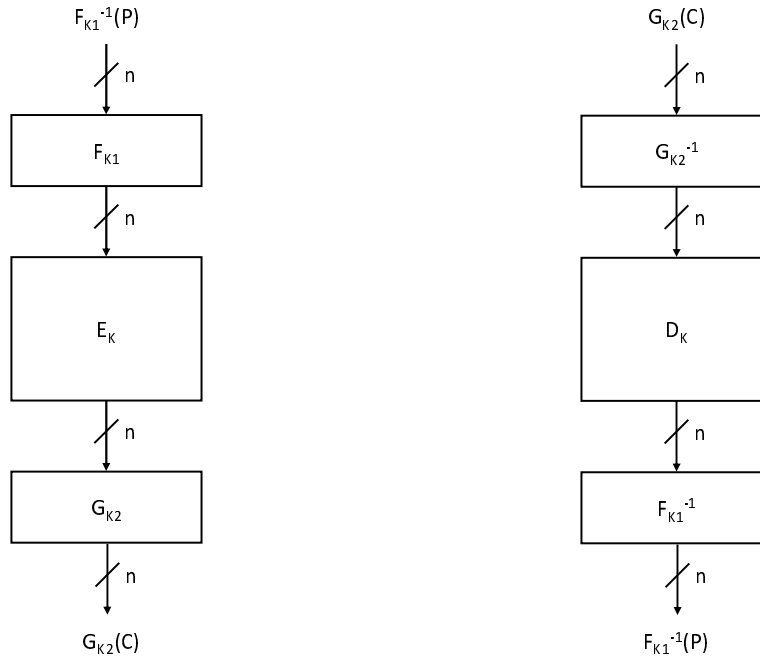 F_K1^-1(P)
n
F_K1
n
E_K
n
G_K2
n
G_K2(C)
G_K2(C)
n
G_K2^-1
n
D_K
n
F_K1^-1
n
F_K1^-1(P)